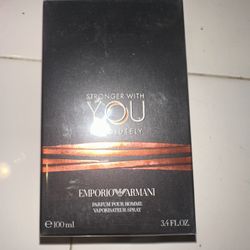 STRONGER WITH
YOU
EMPORIO ARMANI
PARFUM POUR HOMME
VAPORISATEUR SPRAY
℮ 100 ml 3.4 FL.OZ.